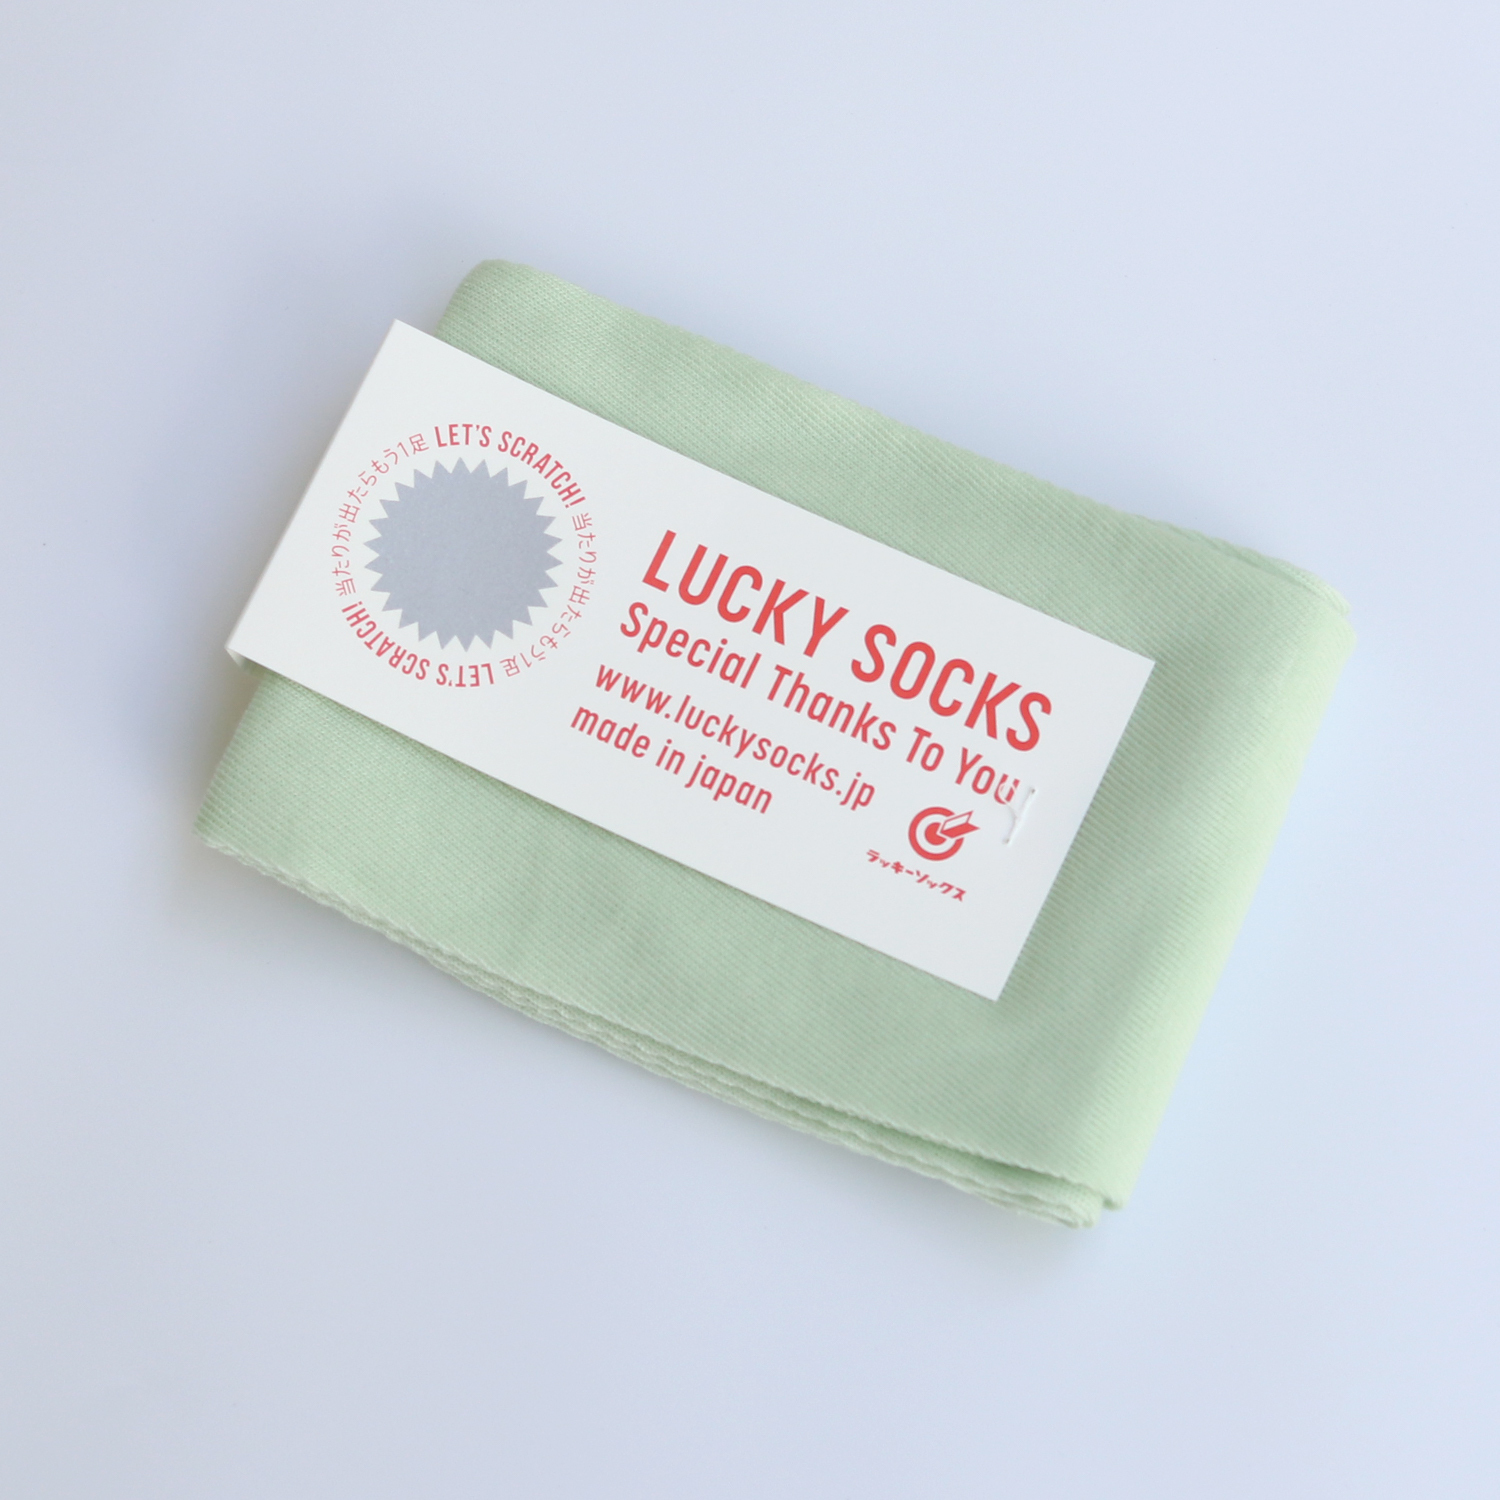 LET'S SCRATCH! 当たりが出たらもう1足 LET'S SCRATCH! 当たりが出たらもう1足
LUCKY SOCKS
Special Thanks To You
www.luckysocks.jp
made in japan
ラッキーソックス